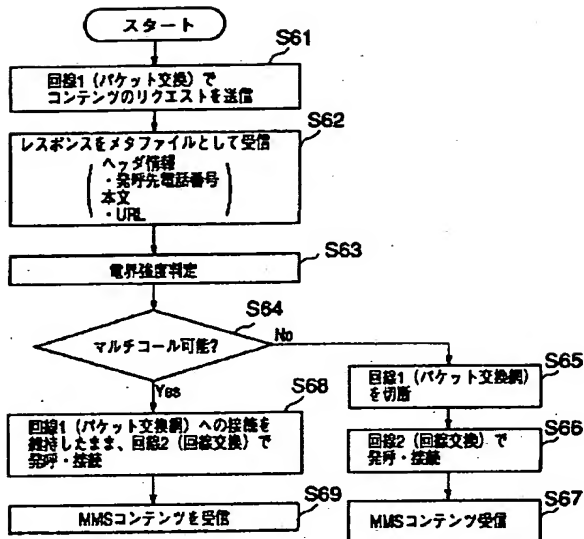 スタート
S61
回線1（パケット交換）で
コンテンツのリクエストを送信
S62
レスポンスをメタファイルとして受信
ヘッダ情報
・発呼先電話番号
本文
・URL
S63
電界強度判定
S64
マルチコール可能?
No
Yes
S65
回線1（パケット交換網）
を切断
S68
回線1（パケット交換網）への接続を
維持したまま、回線2（回線交換）で
発呼・接続
S66
回線2（回線交換）で
発呼・接続
S69
MMSコンテンツを受信
S67
MMSコンテンツ受信